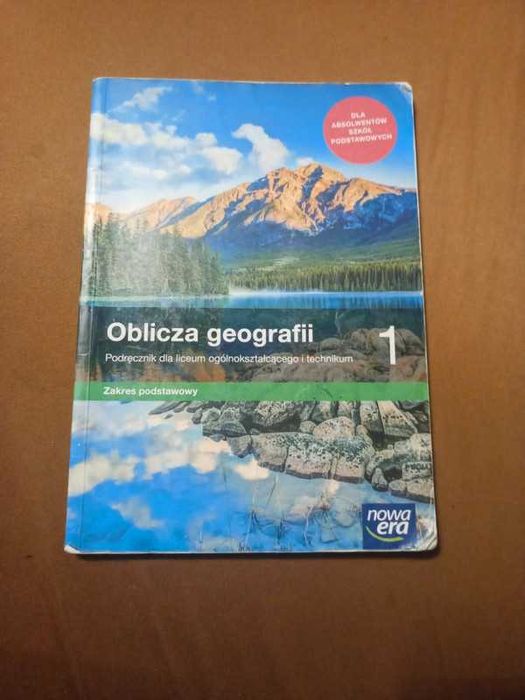 DLA
ABSOLWENTÓW
SZKÓŁ
PODSTAWOWYCH
Oblicza geografii 1
Podręcznik dla liceum ogólnokształcącego i technikum
Zakres podstawowy
nowa
era